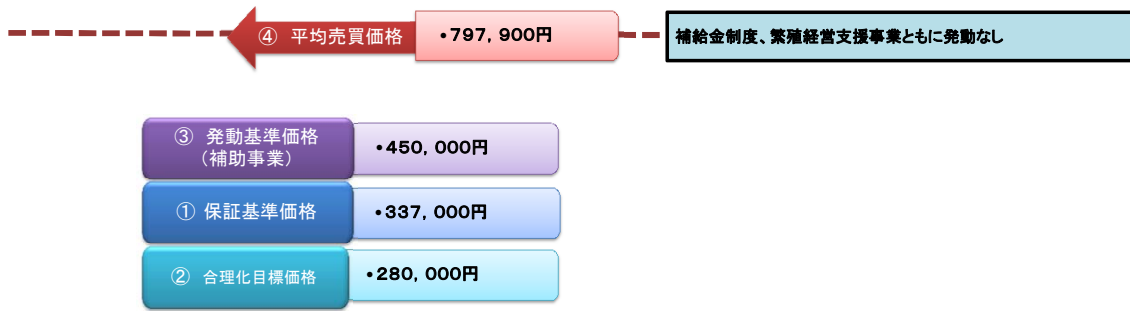 ④ 平均売買価格
•797, 900円
補給金制度、繁殖経営支援事業ともに発動なし
③ 発動基準価格
（補助事業）
•450, 000円
① 保証基準価格
•337, 000円
② 合理化目標価格
•280, 000円